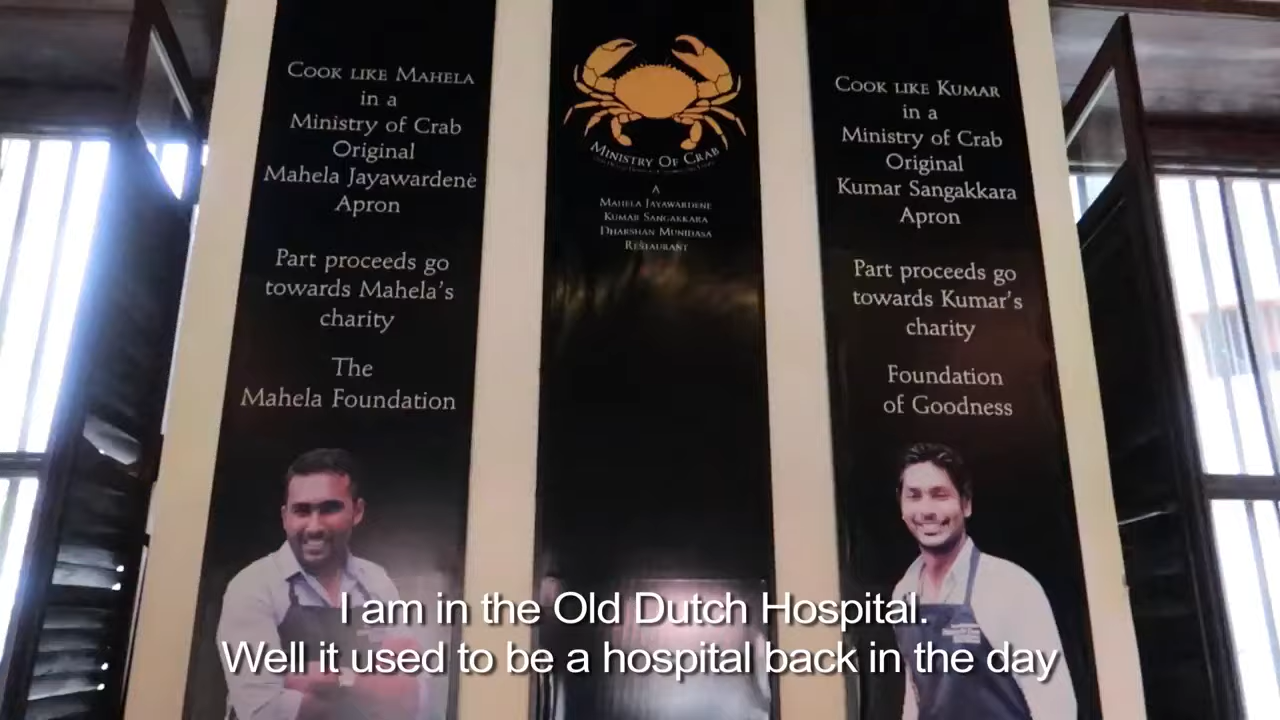 Cook like Mahela
in a
Ministry of Crab
Original
Mahela Jayawardene
Apron
Part proceeds go
towards Mahela's
charity
The
Mahela Foundation
Ministry Of Crab
A
Mahela Jayawardene
Kumar Sangakkara
Dharshan Munidasa
Restaurant
Cook like Kumar
in a
Ministry of Crab
Original
Kumar Sangakkara
Apron
Part proceeds go
towards Kumar's
charity
Foundation
of Goodness
I am in the Old Dutch Hospital.
Well it used to be a hospital back in the day